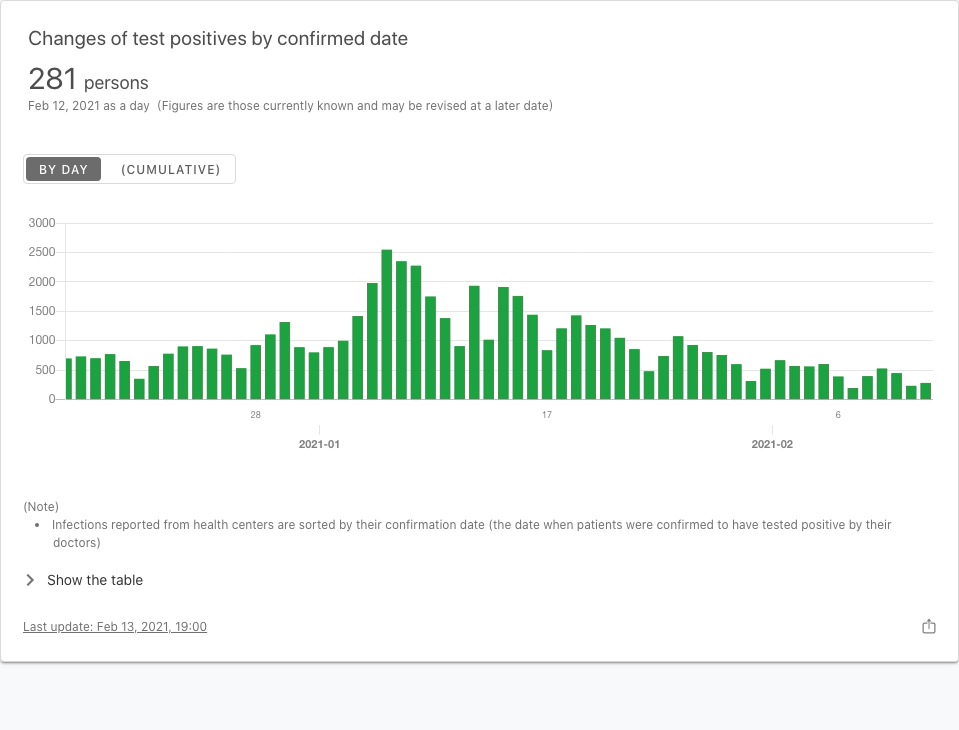 Changes of test positives by confirmed date
281 persons
Feb 12, 2021 as a day (Figures are those currently known and may be revised at a later date)
BY DAY (CUMULATIVE)
3000
2500
2000
1500
1000
500
0
28 17 6
2021-01 2021-02
(Note)
• Infections reported from health centers are sorted by their confirmation date (the date when patients were confirmed to have tested positive by their
doctors)
Show the table
Last update: Feb 13, 2021, 19:00